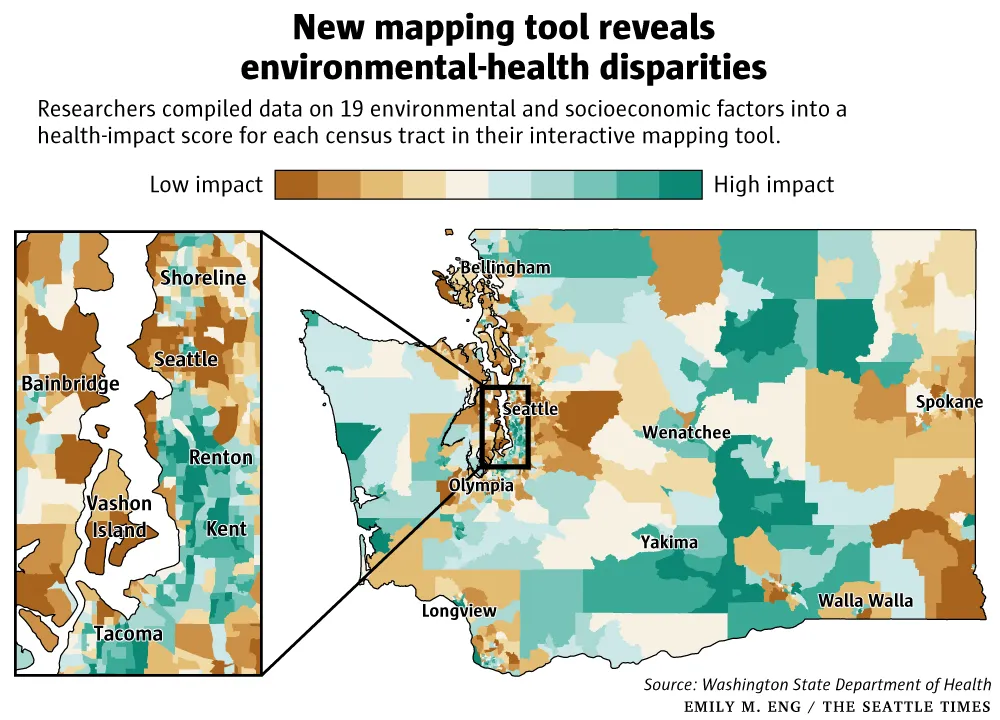 New mapping tool reveals
environmental-health disparities
Researchers compiled data on 19 environmental and socioeconomic factors into a
health-impact score for each census tract in their interactive mapping tool.
Low impact
High impact
Shoreline
Seattle
Bainbridge
Renton
Vashon
Island
Kent
Tacoma
Bellingham
Seattle
Spokane
Wenatchee
Olympia
Yakima
Longview
Walla Walla
Source: Washington State Department of Health
EMILY M. ENG / THE SEATTLE TIMES